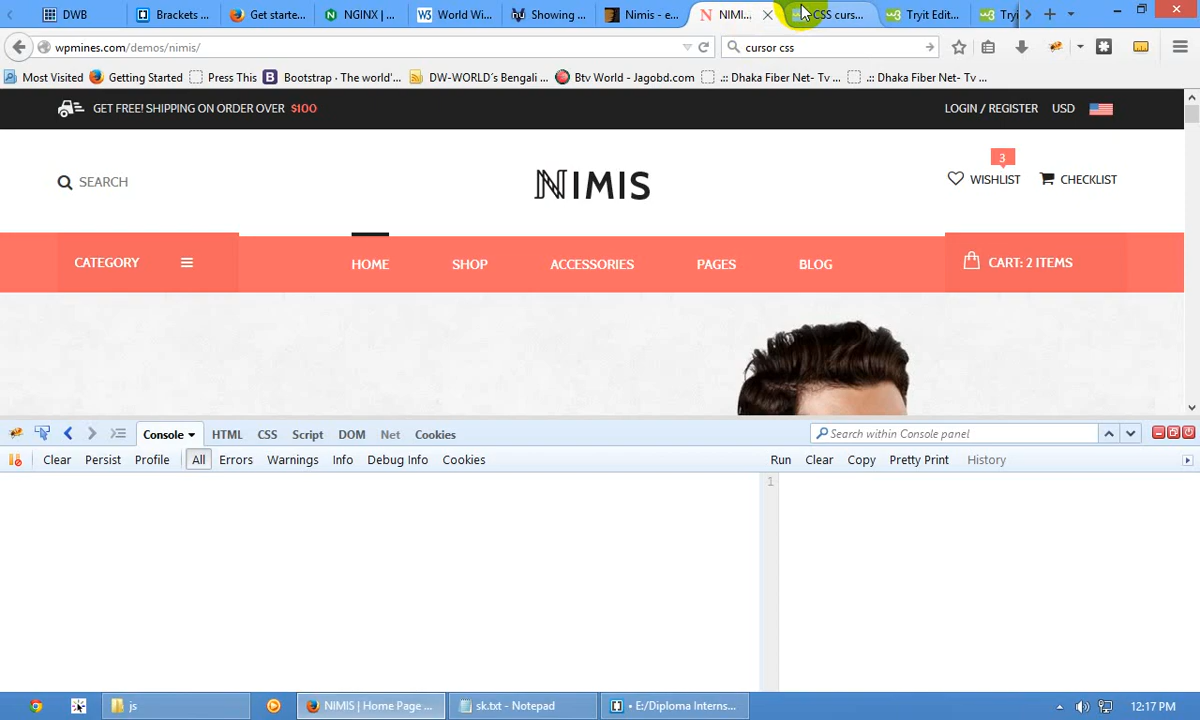 DWB
Brackets ...
Get starte...
NGINX | ...
World Wi...
Showing ...
Nimis - e...
NIMI...
CSS curs...
Tryit Edit...
Tryi
wpmines.com/demos/nimis/
cursor css
Most Visited
Getting Started
Press This
Bootstrap · The world'...
DW-WORLD´s Bengali ...
Btv World - Jagobd.com
.:: Dhaka Fiber Net- Tv ...
.:: Dhaka Fiber Net- Tv ...
GET FREE! SHIPPING ON ORDER OVER $100
LOGIN / REGISTER
USD
SEARCH
NIMIS
3
WISHLIST
CHECKLIST
CATEGORY
HOME
SHOP
ACCESSORIES
PAGES
BLOG
CART: 2 ITEMS
Console
HTML
CSS
Script
DOM
Net
Cookies
Search within Console panel
Clear
Persist
Profile
All
Errors
Warnings
Info
Debug Info
Cookies
Run
Clear
Copy
Pretty Print
History
1
js
NIMIS | Home Page ...
sk.txt - Notepad
• E:/Diploma Interns...
12:17 PM